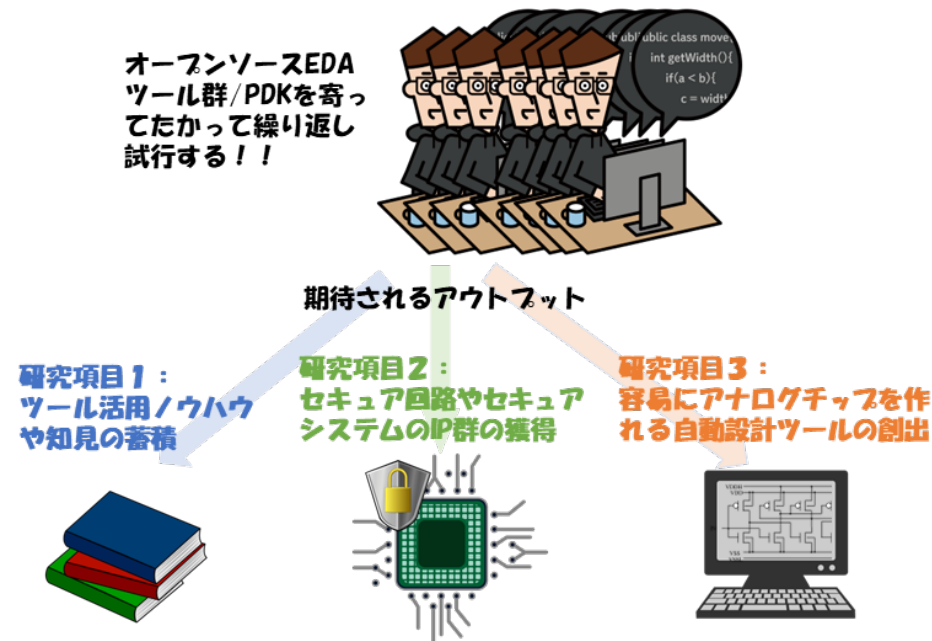 オープンソースEDA
ツール群/PDKを寄っ
てたかって繰り返し
試行する！！
public class move
int getWidth(){
if(a < b){
c = widt
期待されるアウトプット
研究項目１：
ツール活用ノウハウ
や知見の蓄積
研究項目２：
セキュア回路やセキュア
システムのIP群の獲得
研究項目３：
容易にアナログチップを作
れる自動設計ツールの創出
VDD
VSS